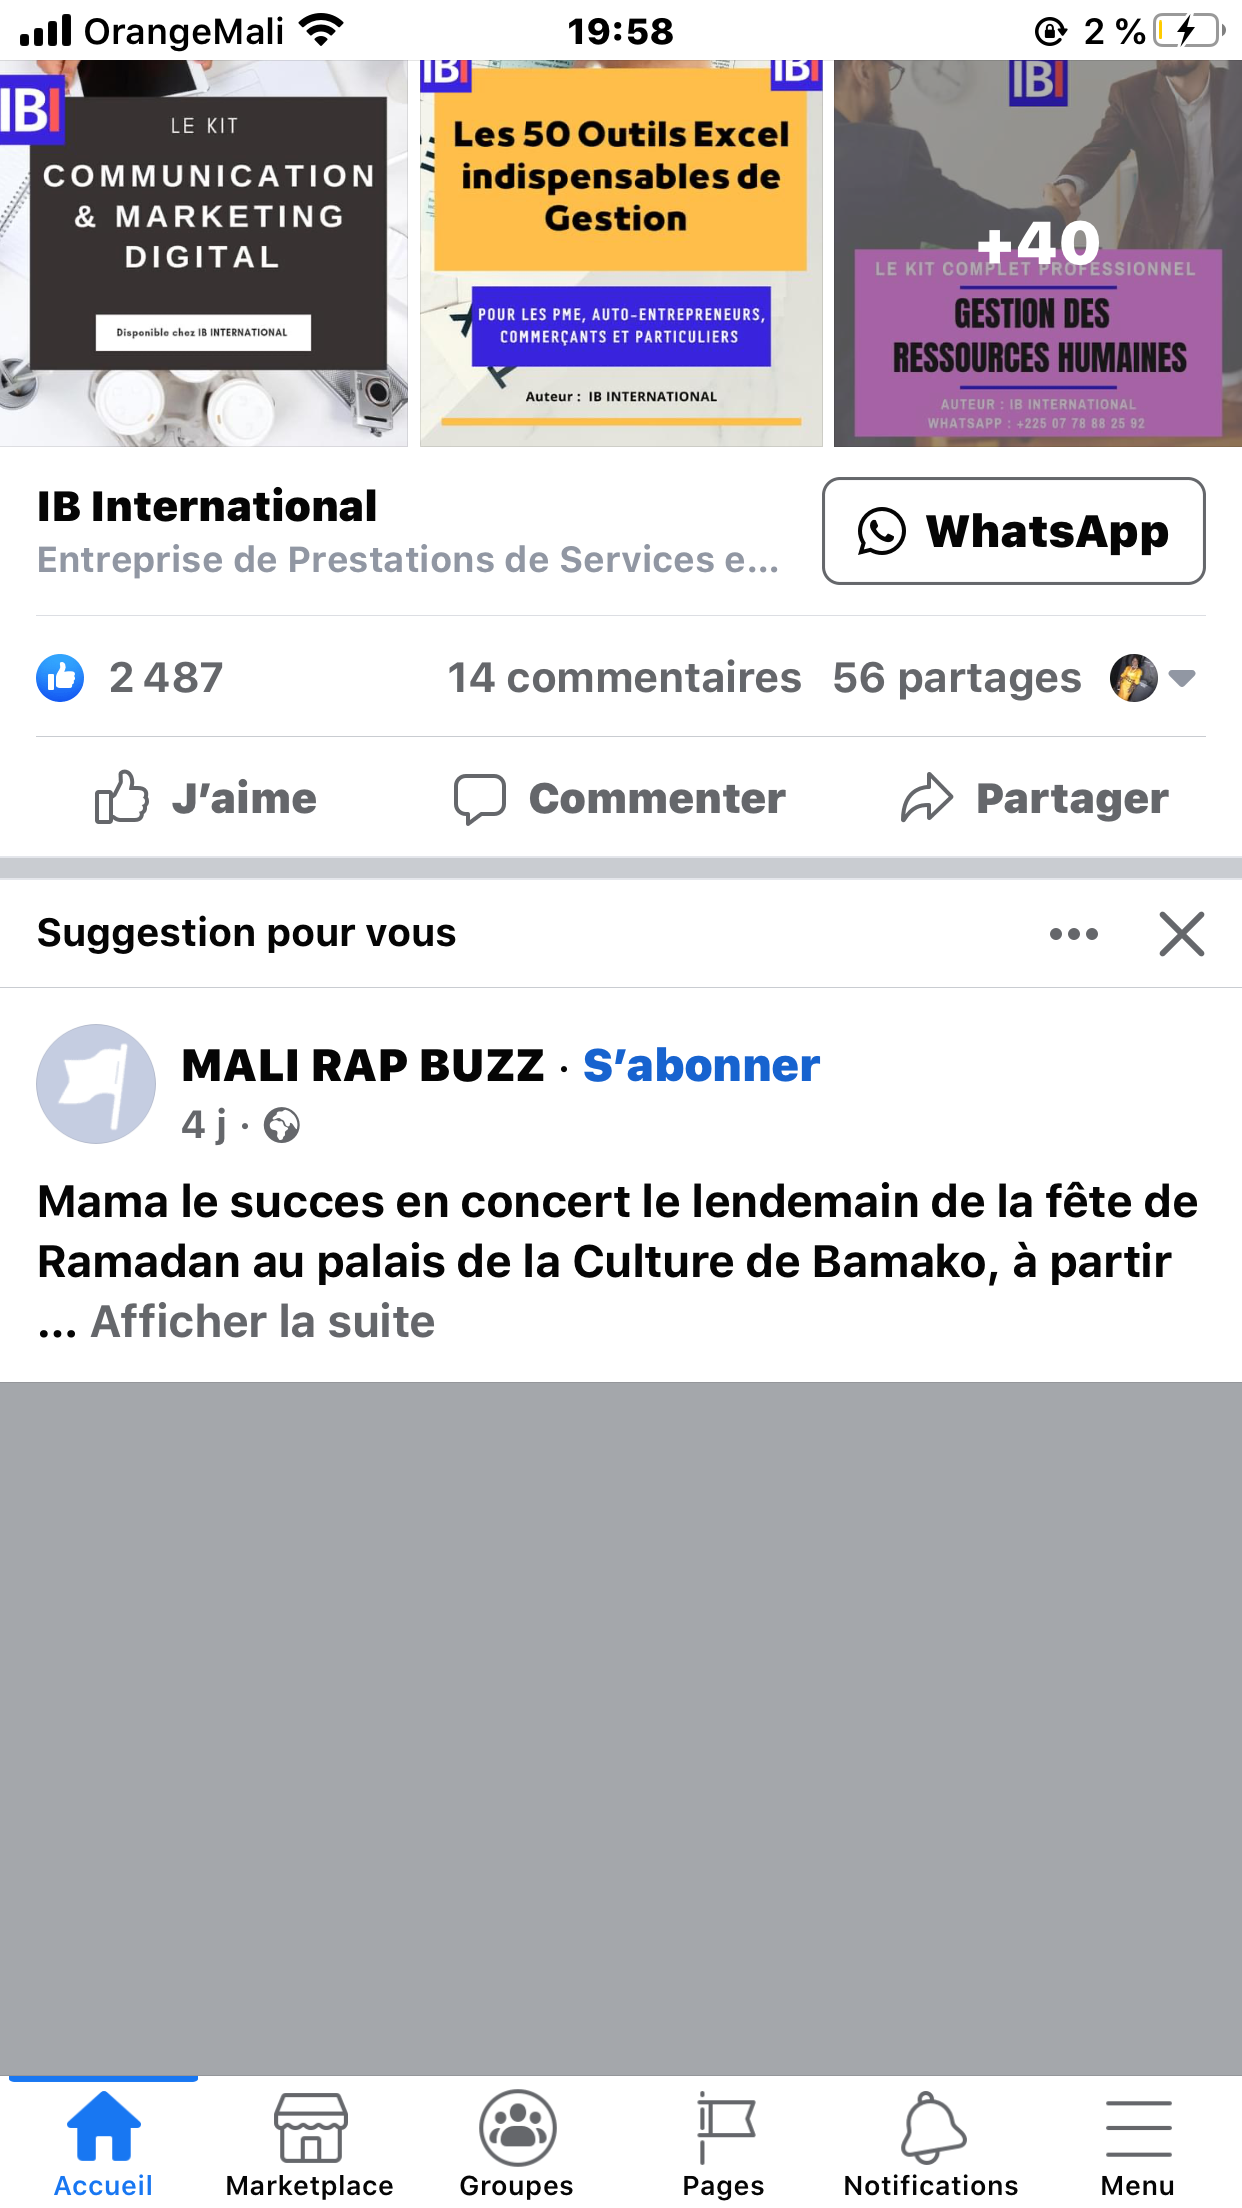 OrangeMali
19:58
2 %
IBI
LE KIT
COMMUNICATION
& MARKETING
DIGITAL
Disponible chez IB INTERNATIONAL
IBI
IBI
Les 50 Outils Excel
indispensables de
Gestion
POUR LES PME, AUTO-ENTREPRENEURS,
COMMERÇANTS ET PARTICULIERS
Auteur : IB INTERNATIONAL
IBI
+40
LE KIT COMPLET PROFESSIONNEL
GESTION DES
RESSOURCES HUMAINES
AUTEUR : IB INTERNATIONAL
WHATSAPP : +225 07 78 88 25 92
IB International
Entreprise de Prestations de Services e...
WhatsApp
2 487
14 commentaires 56 partages
J’aime
Commenter
Partager
Suggestion pour vous
MALI RAP BUZZ · S’abonner
4 j ·
Mama le succes en concert le lendemain de la fête de
Ramadan au palais de la Culture de Bamako, à partir
... Afficher la suite
Accueil
Marketplace
Groupes
Pages
Notifications
Menu